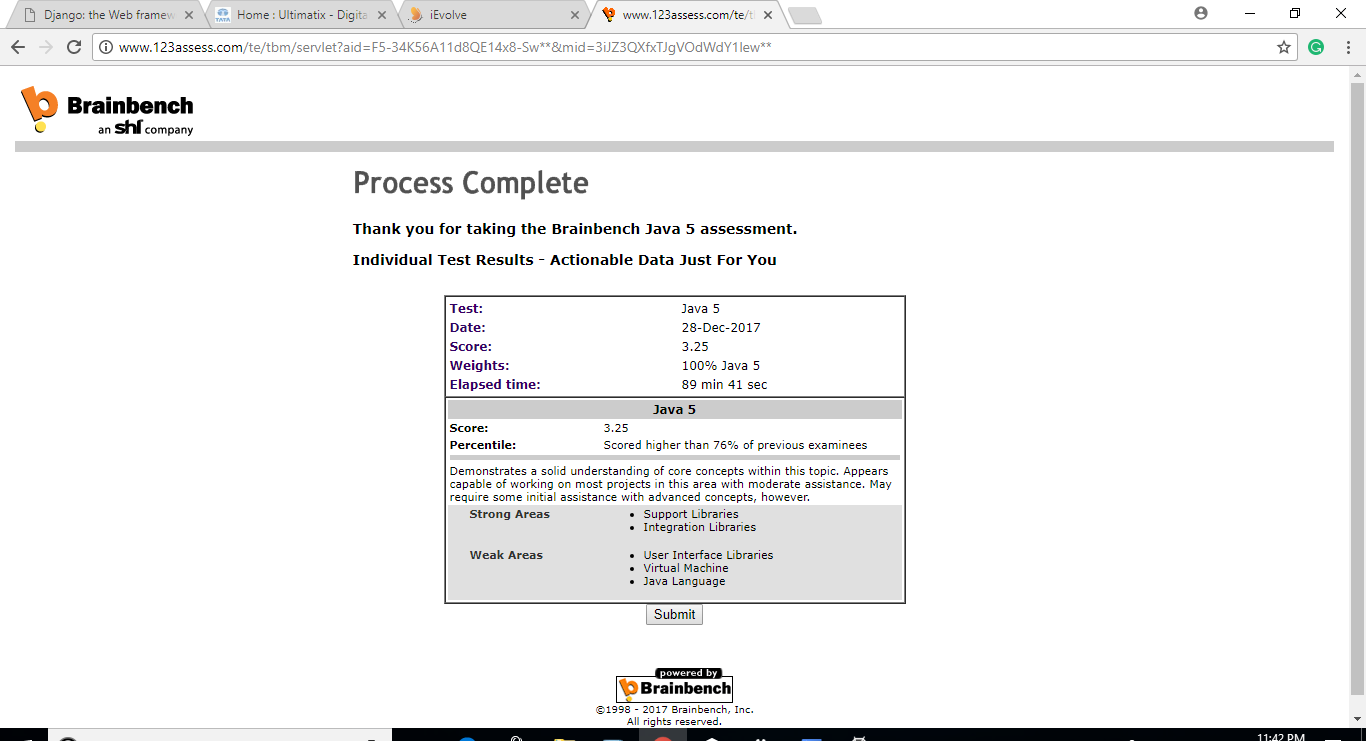 Django: the Web framew
Home : Ultimatix - Digita
iEvolve
www.123assess.com/te/t
www.123assess.com/te/tbm/servlet?aid=F5-34K56A11d8QE14x8-Sw**&mid=3iJZ3QXfxTJgVOdWdY1Iew**
Brainbench
an shl company
Process Complete
Thank you for taking the Brainbench Java 5 assessment.
Individual Test Results - Actionable Data Just For You
Test: Java 5
Date: 28-Dec-2017
Score: 3.25
Weights: 100% Java 5
Elapsed time: 89 min 41 sec
Java 5
Score: 3.25
Percentile: Scored higher than 76% of previous examinees
Demonstrates a solid understanding of core concepts within this topic. Appears
capable of working on most projects in this area with moderate assistance. May
require some initial assistance with advanced concepts, however.
Strong Areas
• Support Libraries
• Integration Libraries
Weak Areas
• User Interface Libraries
• Virtual Machine
• Java Language
Submit
powered by
Brainbench
©1998 - 2017 Brainbench, Inc.
All rights reserved.
11:42 PM